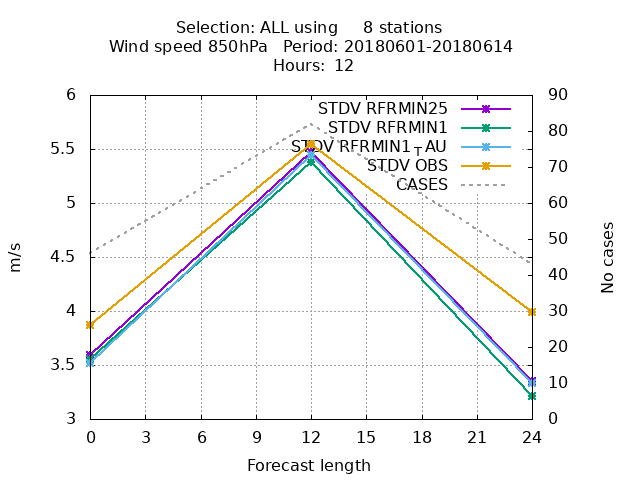 Selection: ALL using 8 stations
Wind speed 850hPa Period: 20180601-20180614
Hours: 12
STDV RFRMIN25
STDV RFRMIN1
STDV RFRMIN1TAU
STDV OBS
CASES
m/s
6
5.5
5
4.5
4
3.5
3
No cases
90
80
70
60
50
40
30
20
10
0
0 3 6 9 12 15 18 21 24
Forecast length